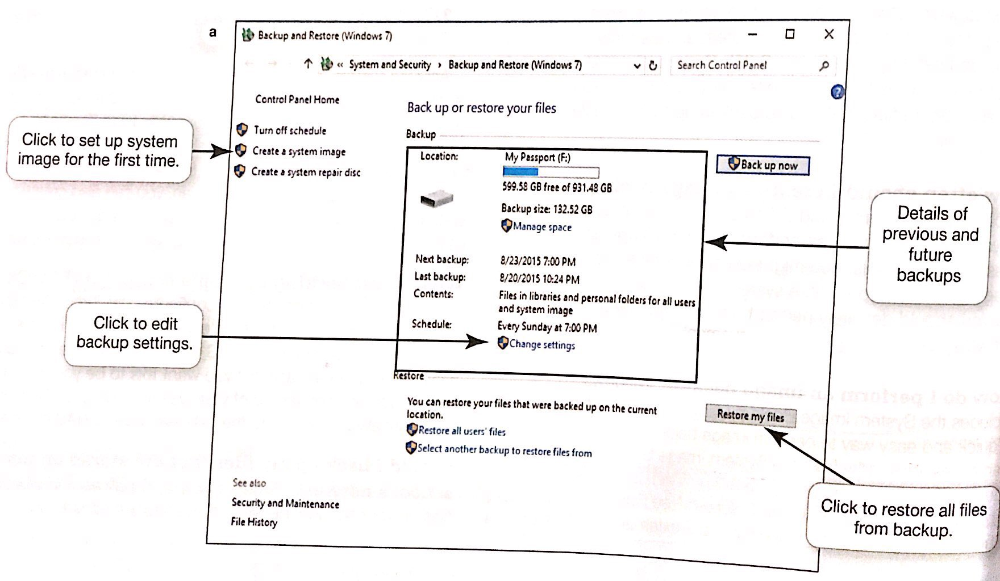 a
Backup and Restore (Windows 7)
« System and Security › Backup and Restore (Windows 7)
Search Control Panel
?
Control Panel Home
Turn off schedule
Create a system image
Create a system repair disc
Click to set up system
image for the first time.
Back up or restore your files
Backup
Location:
My Passport (F:)
599.58 GB free of 931.48 GB
Backup size: 132.52 GB
Manage space
Back up now
Next backup:
8/23/2015 7:00 PM
Last backup:
8/20/2015 10:24 PM
Contents:
Files in libraries and personal folders for all users
and system image
Schedule:
Every Sunday at 7:00 PM
Change settings
Details of
previous and
future
backups
Click to edit
backup settings.
Restore
You can restore your files that were backed up on the current
location.
Restore all users' files
Select another backup to restore files from
Restore my files
Click to restore all files
from backup.
See also
Security and Maintenance
File History